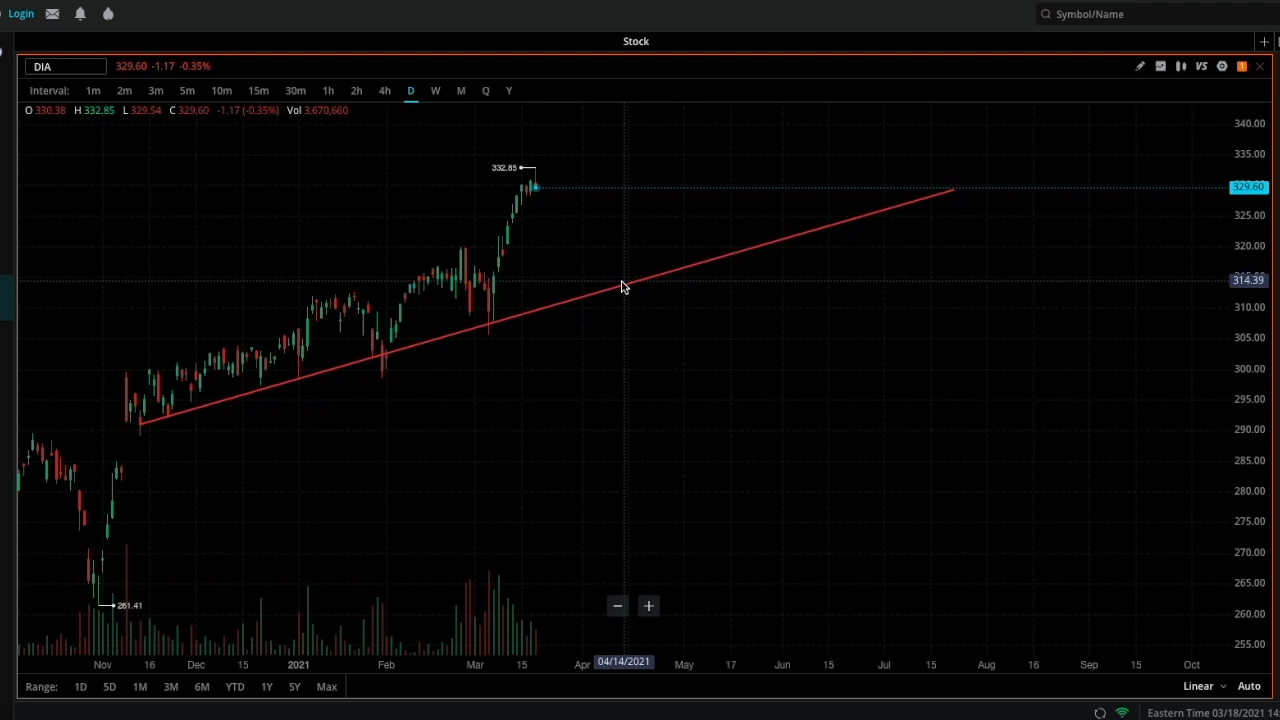 Login
Symbol/Name
Stock
DIA 329.60 -1.17 -0.35% VS 1
Interval: 1m 2m 3m 5m 10m 15m 30m 1h 2h 4h D W M Q Y
O 330.38 H 332.85 L 329.54 C 329.60 -1.17 (-0.35%) Vol 3,670,660
340.00
335.00
332.85
329.60
325.00
320.00
314.39
310.00
305.00
300.00
295.00
290.00
285.00
280.00
275.00
270.00
265.00
261.41
260.00
255.00
Nov 16 Dec 15 2021 Feb Mar 15 Apr 04/14/2021 May 17 Jun 15 Jul 15 Aug 16 Sep 15 Oct
Range: 1D 5D 1M 3M 6M YTD 1Y 5Y Max Linear Auto
Eastern Time 03/18/2021